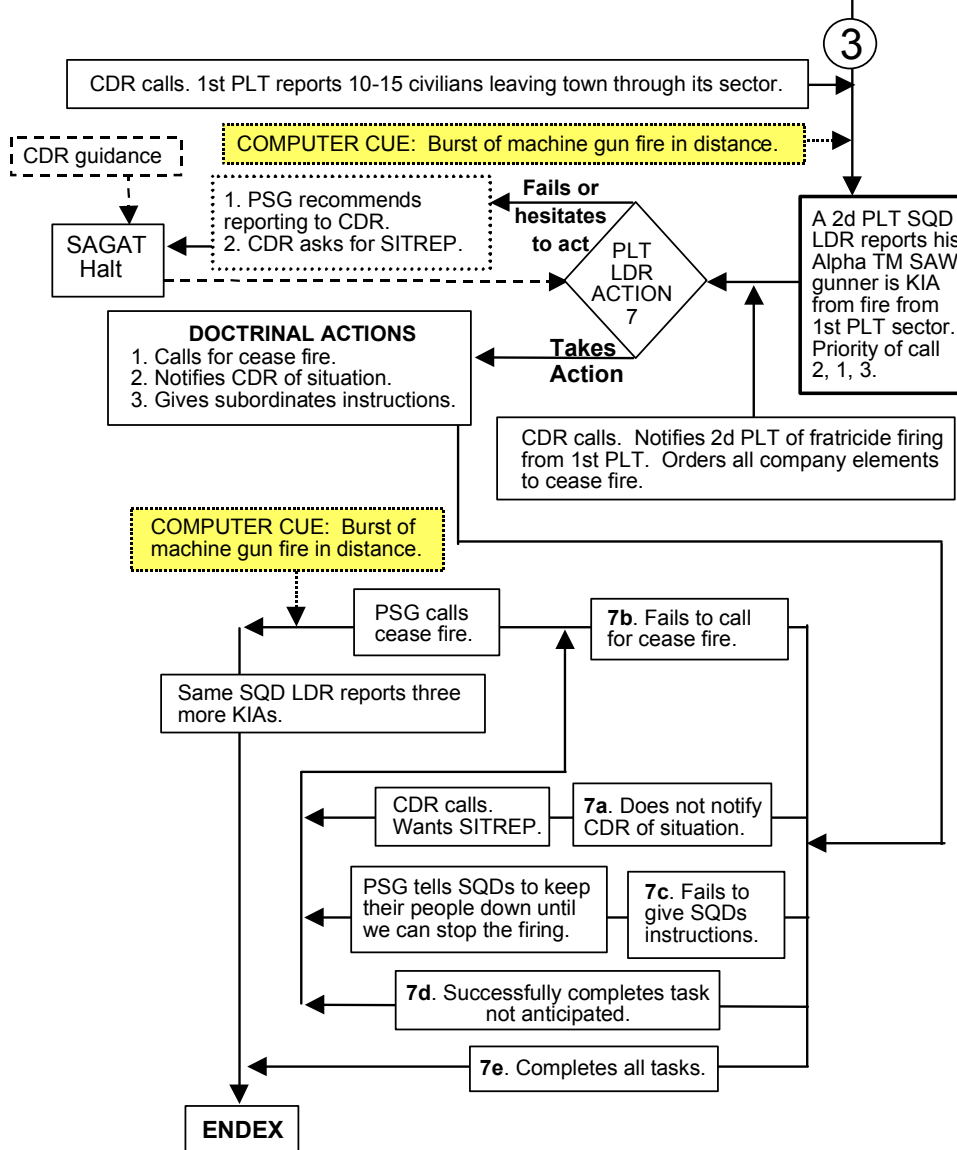 3
CDR calls. 1st PLT reports 10-15 civilians leaving town through its sector.
COMPUTER CUE: Burst of machine gun fire in distance.
CDR guidance
SAGAT
Halt
1. PSG recommends
reporting to CDR.
2. CDR asks for SITREP.
Fails or
hesitates
to act
PLT
LDR
ACTION
7
A 2d PLT SQD
LDR reports his
Alpha TM SAW
gunner is KIA
from fire from
1st PLT sector.
Priority of call
2, 1, 3.
Takes
Action
DOCTRINAL ACTIONS
1. Calls for cease fire.
2. Notifies CDR of situation.
3. Gives subordinates instructions.
CDR calls. Notifies 2d PLT of fratricide firing
from 1st PLT. Orders all company elements
to cease fire.
COMPUTER CUE: Burst of
machine gun fire in distance.
PSG calls
cease fire.
7b. Fails to call
for cease fire.
Same SQD LDR reports three
more KIAs.
CDR calls.
Wants SITREP.
7a. Does not notify
CDR of situation.
PSG tells SQDs to keep
their people down until
we can stop the firing.
7c. Fails to
give SQDs
instructions.
7d. Successfully completes task
not anticipated.
7e. Completes all tasks.
ENDEX